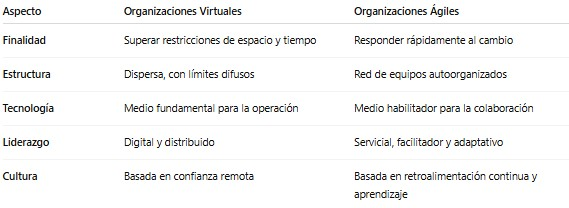 Aspecto Organizaciones Virtuales Organizaciones Ágiles
Finalidad Superar restricciones de espacio y tiempo Responder rápidamente al cambio
Estructura Dispersa, con límites difusos Red de equipos autoorganizados
Tecnología Medio fundamental para la operación Medio habilitador para la colaboración
Liderazgo Digital y distribuido Servicial, facilitador y adaptativo
Cultura Basada en confianza remota Basada en retroalimentación continua y
aprendizaje